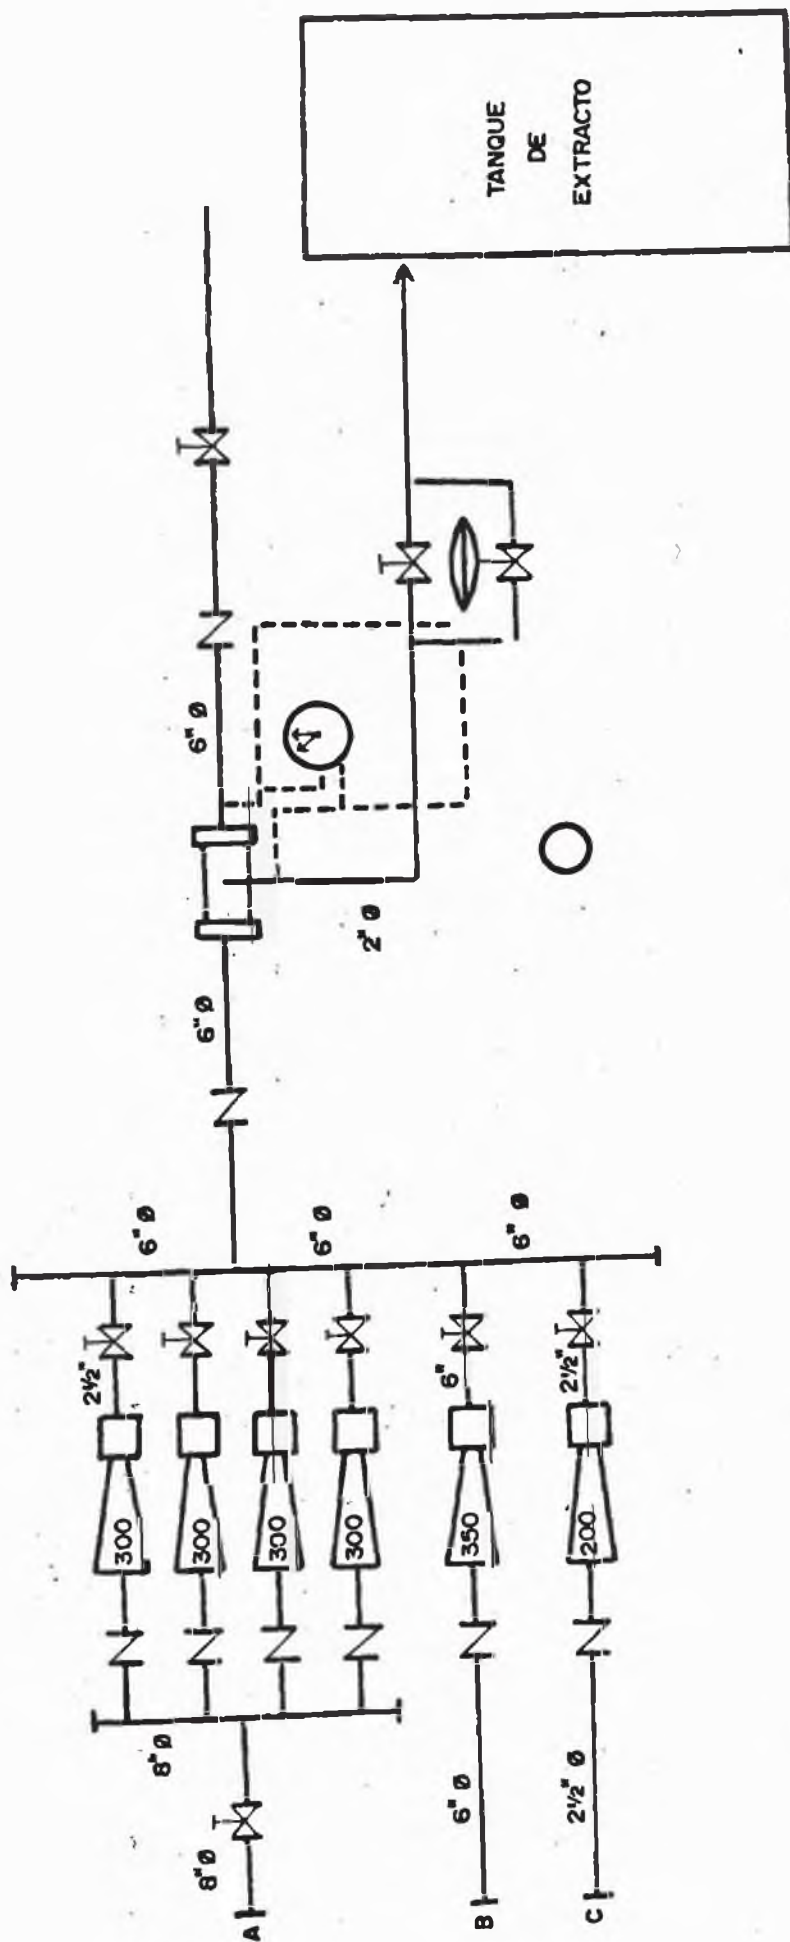 TANQUE
DE
EXTRACTO
6" Ø
6" Ø
2" Ø
6" Ø
6" Ø
6" Ø
2½"
6"
2½"
300
300
300
300
350
200
8" Ø
8" Ø
6" Ø
2½" Ø
A
B
C